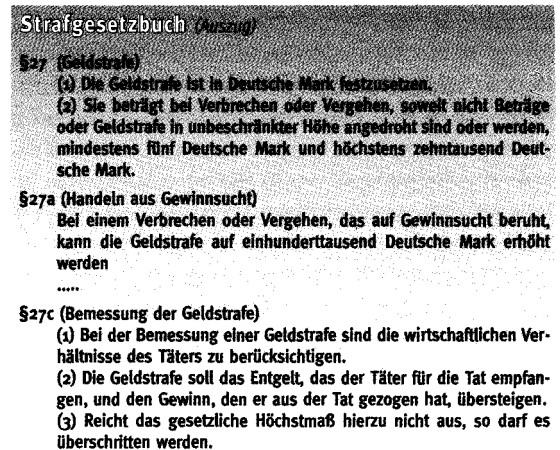 Strafgesetzbuch (Auszug)
§27 (Geldstrafe)
(1) Die Geldstrafe ist in Deutsche Mark festzusetzen.
(2) Sie beträgt bei Verbrechen oder Vergehen, soweit nicht Beträge
oder Geldstrafe in unbeschränkter Höhe angedroht sind oder werden,
mindestens fünf Deutsche Mark und höchstens zehntausend Deut-
sche Mark.
§27a (Handeln aus Gewinnsucht)
Bei einem Verbrechen oder Vergehen, das auf Gewinnsucht beruht,
kann die Geldstrafe auf einhunderttausend Deutsche Mark erhöht
werden
.....
§27c (Bemessung der Geldstrafe)
(1) Bei der Bemessung einer Geldstrafe sind die wirtschaftlichen Ver-
hältnisse des Täters zu berücksichtigen.
(2) Die Geldstrafe soll das Entgelt, das der Täter für die Tat empfan-
gen, und den Gewinn, den er aus der Tat gezogen hat, übersteigen.
(3) Reicht das gesetzliche Höchstmaß hierzu nicht aus, so darf es
überschritten werden.